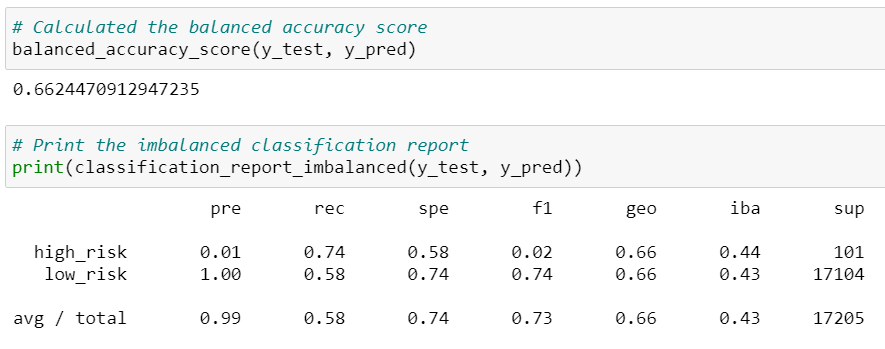 # Calculated the balanced accuracy score
balanced_accuracy_score(y_test, y_pred)
0.6624470912947235
# Print the imbalanced classification report
print(classification_report_imbalanced(y_test, y_pred))
pre rec spe f1 geo iba sup
high_risk 0.01 0.74 0.58 0.02 0.66 0.44 101
low_risk 1.00 0.58 0.74 0.74 0.66 0.43 17104
avg / total 0.99 0.58 0.74 0.73 0.66 0.43 17205